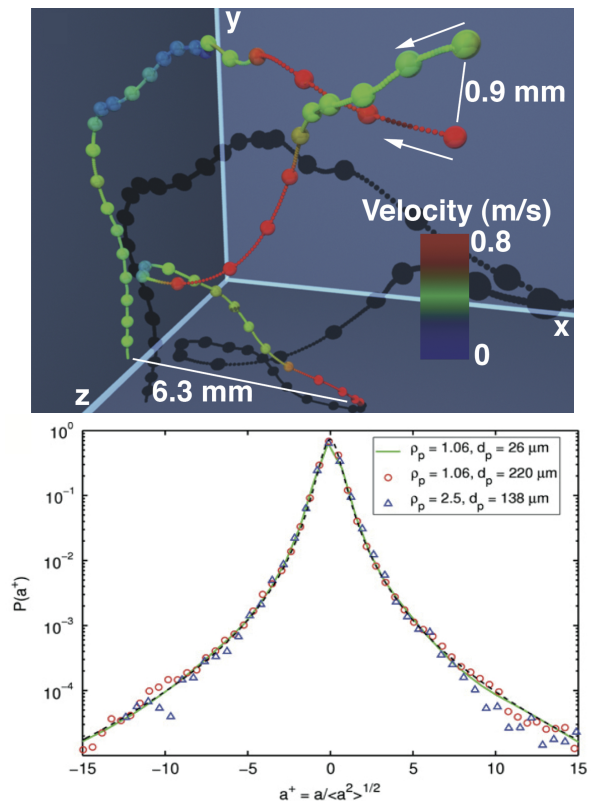 y
0.9 mm
Velocity (m/s)
0.8
0
x
z
6.3 mm
10⁰
10⁻¹
10⁻²
10⁻³
10⁻⁴
P(a⁺)
ρₚ = 1.06, dₚ = 26 μm
ρₚ = 1.06, dₚ = 220 μm
ρₚ = 2.5, dₚ = 138 μm
−15 −10 −5 0 5 10 15
a⁺ = a/<a²>¹ᐟ²